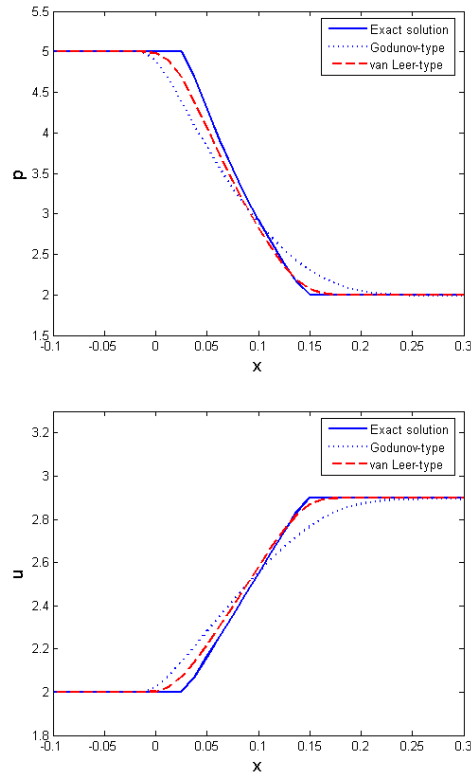 5.5
5
4.5
4
3.5
3
2.5
2
1.5
p
Exact solution
Godunov-type
van Leer-type
-0.1 -0.05 0 0.05 0.1 0.15 0.2 0.25 0.3
x
3.2
3
2.8
2.6
2.4
2.2
2
1.8
u
Exact solution
Godunov-type
van Leer-type
-0.1 -0.05 0 0.05 0.1 0.15 0.2 0.25 0.3
x